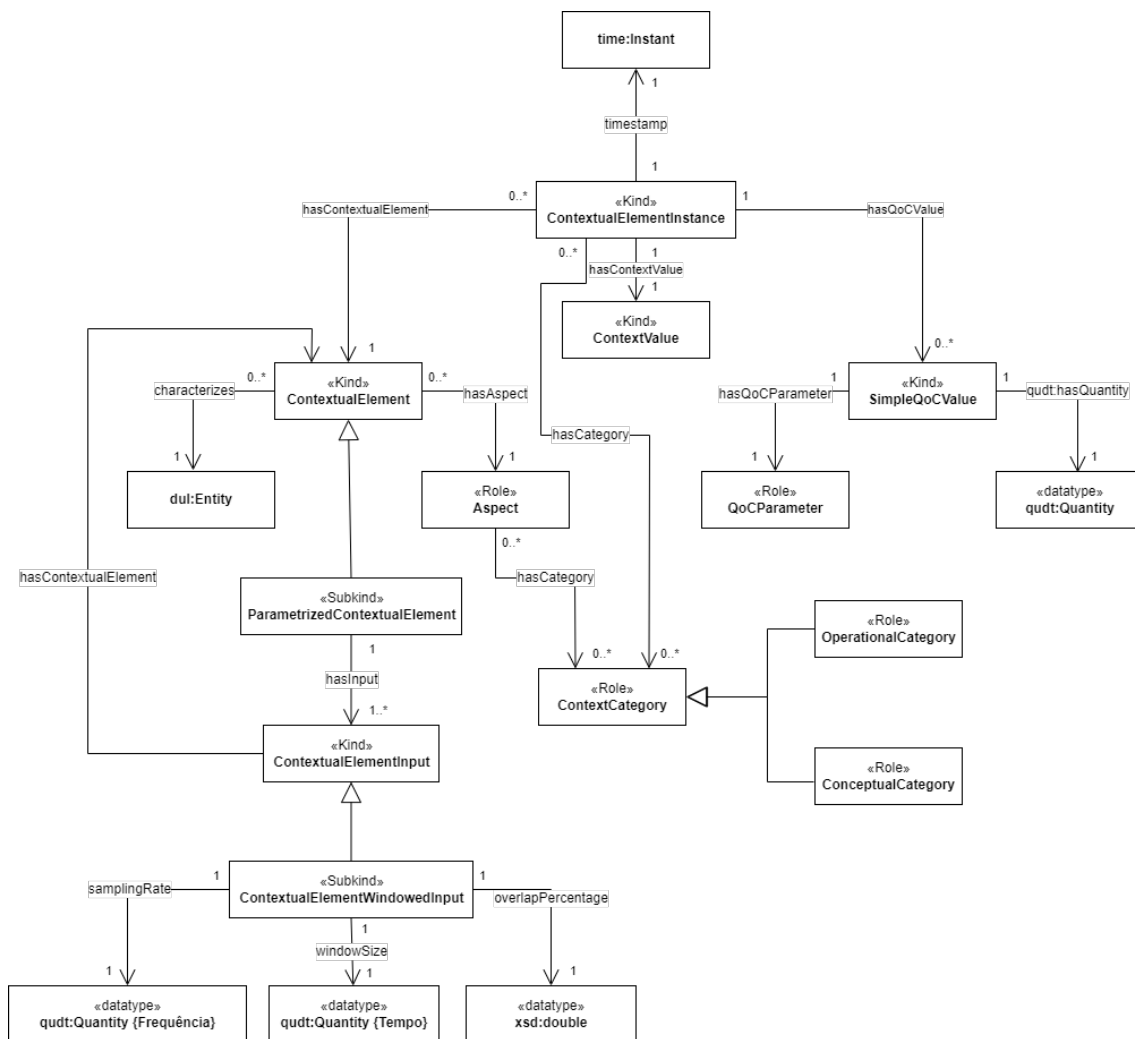 time:Instant
1
timestamp
1
«Kind»
ContextualElementInstance
0..*
hasContextualElement
1
hasQoCValue
0..*
1
hasContextValue
1
«Kind»
ContextValue
1
0..*
«Kind»
ContextualElement
0..*
characterizes
0..*
hasAspect
«Kind»
SimpleQoCValue
1
hasQoCParameter
1
qudt:hasQuantity
hasCategory
1
dul:Entity
1
«Role»
Aspect
1
«Role»
QoCParameter
1
«datatype»
qudt:Quantity
0..*
hasCategory
hasContextualElement
«Subkind»
ParametrizedContextualElement
1
hasInput
1..*
0..*
0..*
«Role»
ContextCategory
«Role»
OperationalCategory
«Role»
ConceptualCategory
«Kind»
ContextualElementInput
«Subkind»
ContextualElementWindowedInput
1
samplingRate
1
overlapPercentage
1
windowSize
1
1
1
«datatype»
qudt:Quantity {Frequência}
«datatype»
qudt:Quantity {Tempo}
«datatype»
xsd:double